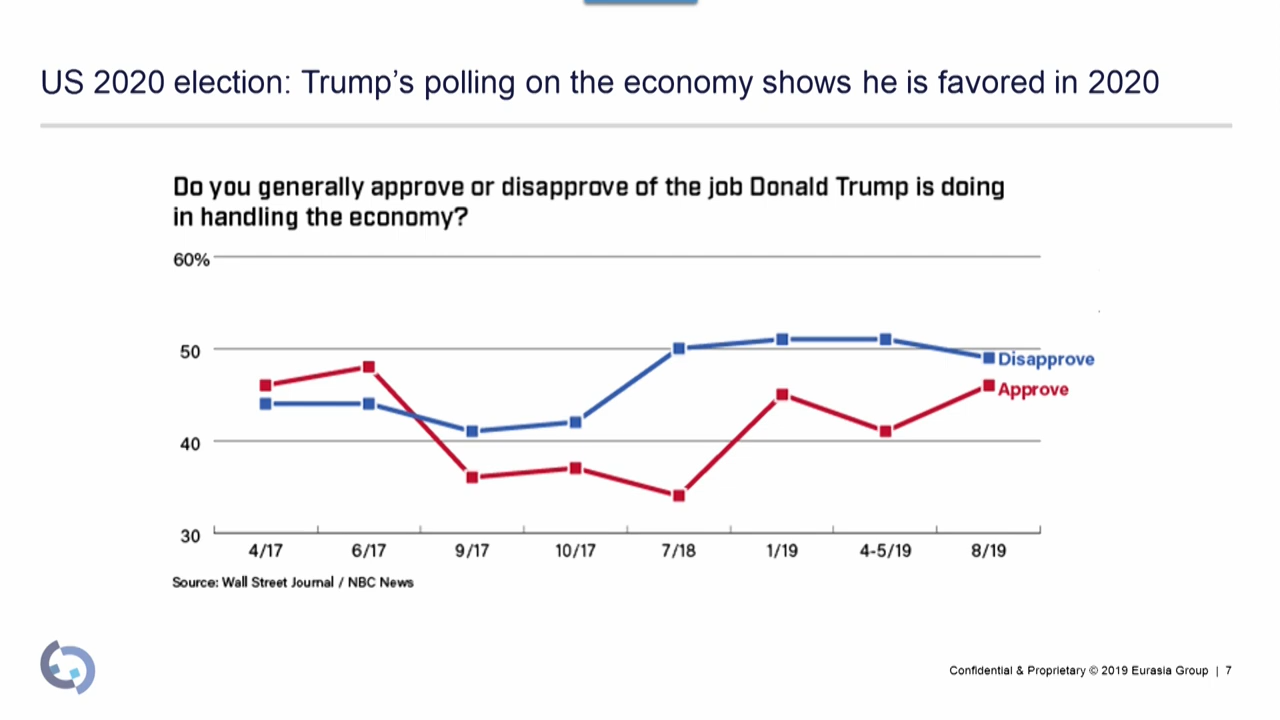 US 2020 election: Trump’s polling on the economy shows he is favored in 2020
Do you generally approve or disapprove of the job Donald Trump is doing
in handling the economy?
60%
50
40
30
Disapprove
Approve
4/17 6/17 9/17 10/17 7/18 1/19 4-5/19 8/19
Source: Wall Street Journal / NBC News
Confidential & Proprietary © 2019 Eurasia Group | 7